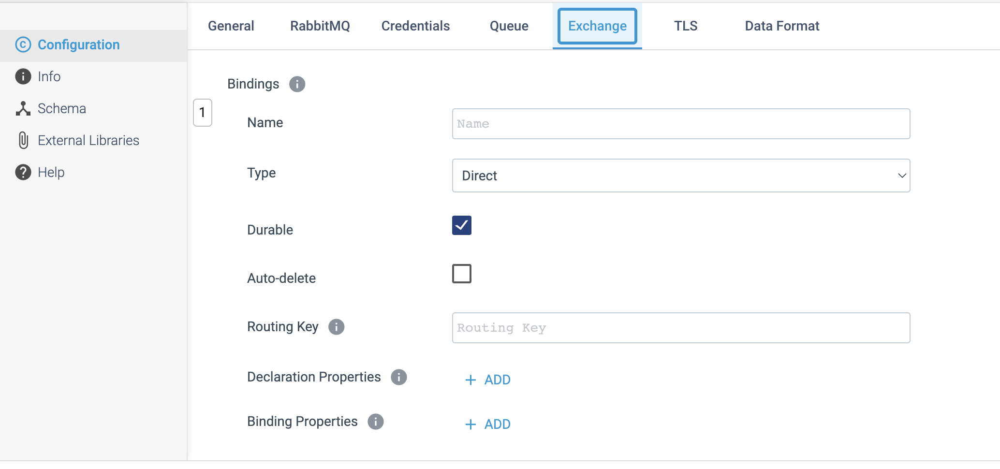 General RabbitMQ Credentials Queue Exchange TLS Data Format
Configuration
Info
Schema
External Libraries
Help
Bindings
1
Name Name
Type Direct
Durable
Auto-delete
Routing Key Routing Key
Declaration Properties + ADD
Binding Properties + ADD